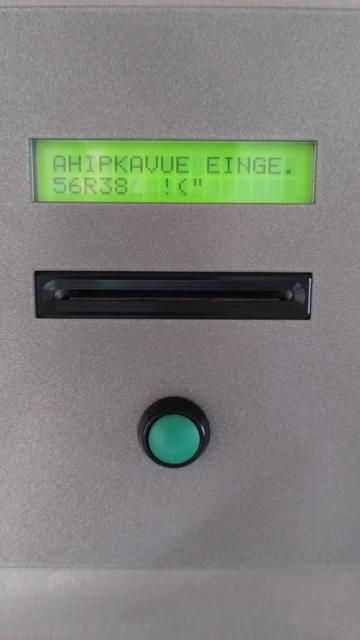 AHIPKAVUE EINGE,
56R38  !("